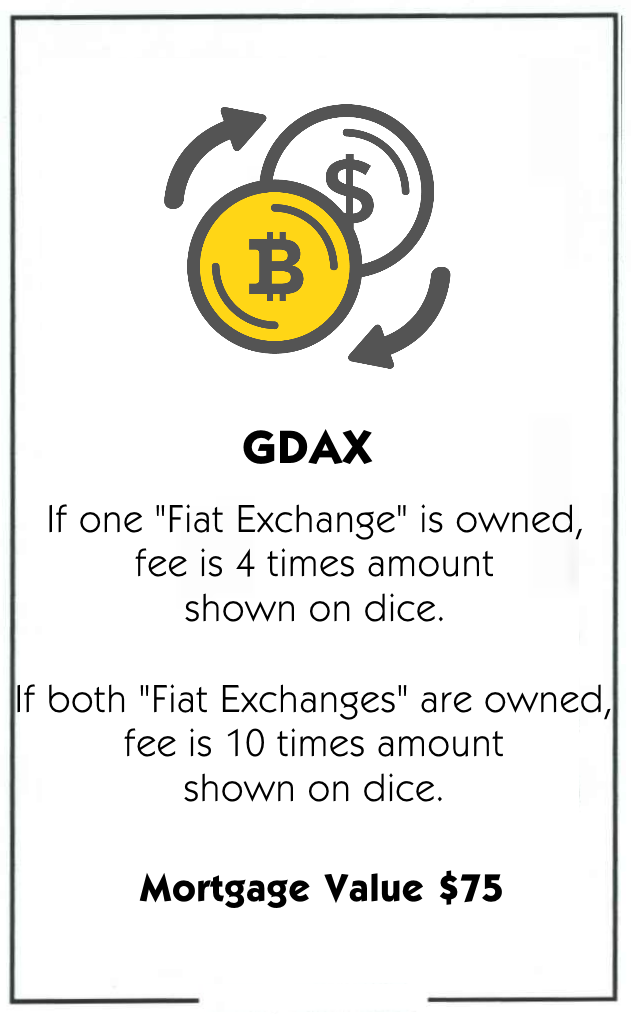 $
₿
GDAX
If one "Fiat Exchange" is owned,
fee is 4 times amount
shown on dice.
If both "Fiat Exchanges" are owned,
fee is 10 times amount
shown on dice.
Mortgage Value $75